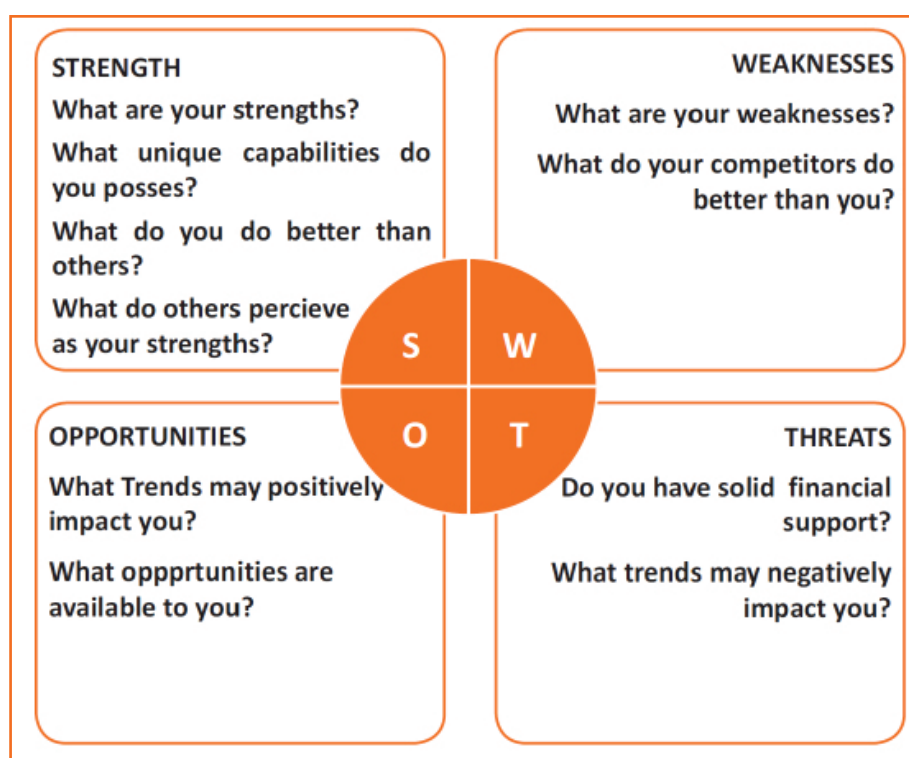 STRENGTH
What are your strengths?
What unique capabilities do
you posses?
What do you do better than
others?
What do others percieve
as your strengths?
WEAKNESSES
What are your weaknesses?
What do your competitors do
better than you?
S
W
O
T
OPPORTUNITIES
What Trends may positively
impact you?
What oppprtunities are
available to you?
THREATS
Do you have solid financial
support?
What trends may negatively
impact you?